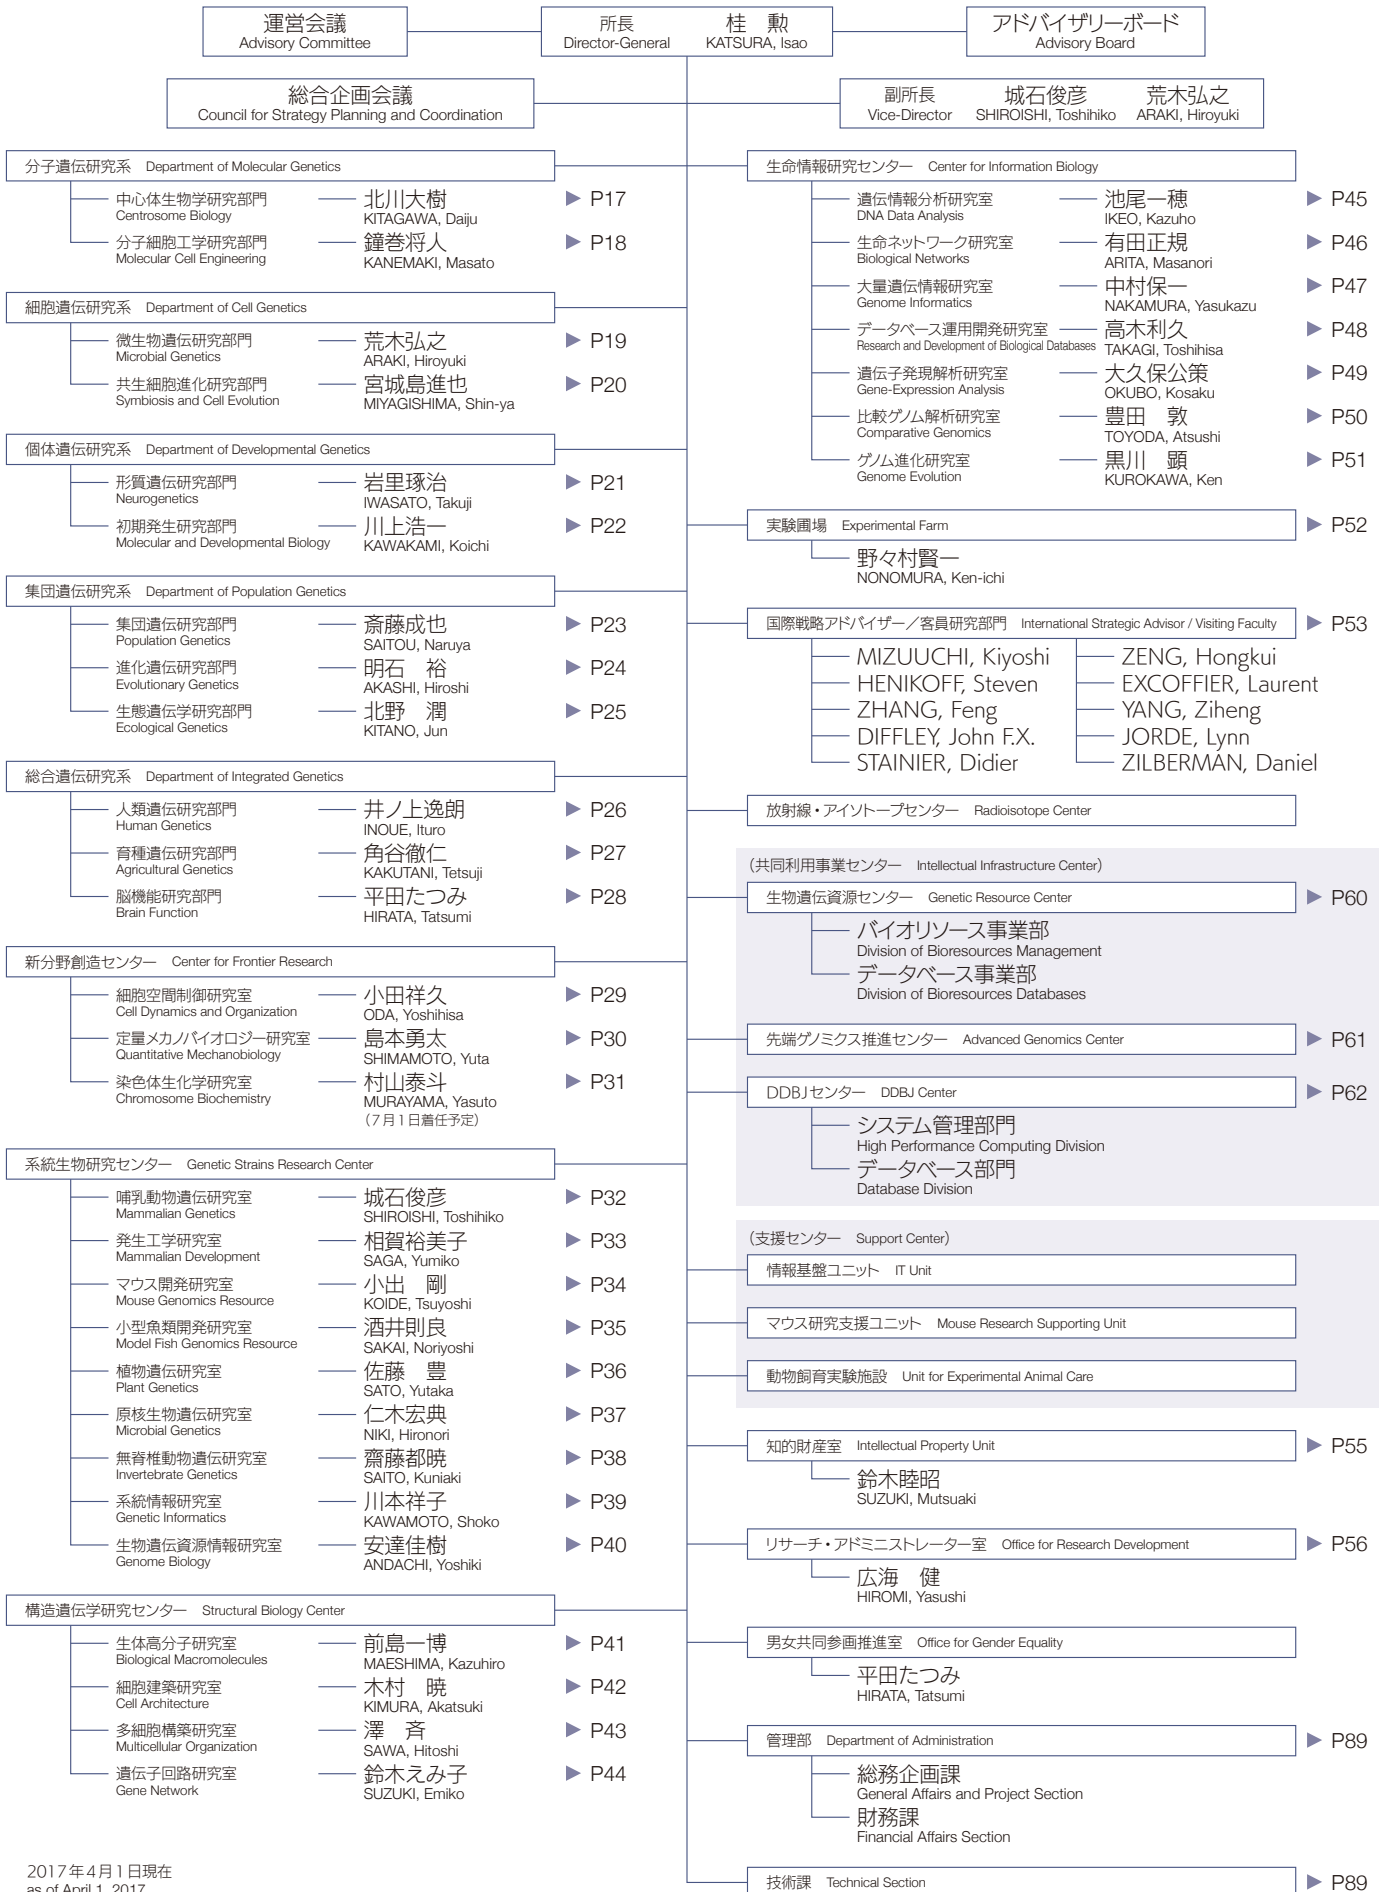 運営会議
Advisory Committee
所長 桂 勲
Director-General KATSURA, Isao
アドバイザリーボード
Advisory Board
総合企画会議
Council for Strategy Planning and Coordination
副所長 城石俊彦 荒木弘之
Vice-Director SHIROISHI, Toshihiko ARAKI, Hiroyuki
分子遺伝研究系 Department of Molecular Genetics
中心体生物学研究部門 北川大樹 ▶ P17
Centrosome Biology KITAGAWA, Daiju
分子細胞工学研究部門 鐘巻将人 ▶ P18
Molecular Cell Engineering KANEMAKI, Masato
細胞遺伝研究系 Department of Cell Genetics
微生物遺伝研究部門 荒木弘之 ▶ P19
Microbial Genetics ARAKI, Hiroyuki
共生細胞進化研究部門 宮城島進也 ▶ P20
Symbiosis and Cell Evolution MIYAGISHIMA, Shin-ya
個体遺伝研究系 Department of Developmental Genetics
形質遺伝研究部門 岩里琢治 ▶ P21
Neurogenetics IWASATO, Takuji
初期発生研究部門 川上浩一 ▶ P22
Molecular and Developmental Biology KAWAKAMI, Koichi
集団遺伝研究系 Department of Population Genetics
集団遺伝研究部門 斎藤成也 ▶ P23
Population Genetics SAITOU, Naruya
進化遺伝研究部門 明石 裕 ▶ P24
Evolutionary Genetics AKASHI, Hiroshi
生態遺伝学研究部門 北野 潤 ▶ P25
Ecological Genetics KITANO, Jun
総合遺伝研究系 Department of Integrated Genetics
人類遺伝研究部門 井ノ上逸朗 ▶ P26
Human Genetics INOUE, Ituro
育種遺伝研究部門 角谷徹仁 ▶ P27
Agricultural Genetics KAKUTANI, Tetsuji
脳機能研究部門 平田たつみ ▶ P28
Brain Function HIRATA, Tatsumi
新分野創造センター Center for Frontier Research
細胞空間制御研究室 小田祥久 ▶ P29
Cell Dynamics and Organization ODA, Yoshihisa
定量メカノバイオロジー研究室 島本勇太 ▶ P30
Quantitative Mechanobiology SHIMAMOTO, Yuta
染色体生化学研究室 村山泰斗 ▶ P31
Chromosome Biochemistry MURAYAMA, Yasuto
（7月1日着任予定）
系統生物研究センター Genetic Strains Research Center
哺乳動物遺伝研究室 城石俊彦 ▶ P32
Mammalian Genetics SHIROISHI, Toshihiko
発生工学研究室 相賀裕美子 ▶ P33
Mammalian Development SAGA, Yumiko
マウス開発研究室 小出 剛 ▶ P34
Mouse Genomics Resource KOIDE, Tsuyoshi
小型魚類開発研究室 酒井則良 ▶ P35
Model Fish Genomics Resource SAKAI, Noriyoshi
植物遺伝研究室 佐藤 豊 ▶ P36
Plant Genetics SATO, Yutaka
原核生物遺伝研究室 仁木宏典 ▶ P37
Microbial Genetics NIKI, Hironori
無脊椎動物遺伝研究室 齋藤都暁 ▶ P38
Invertebrate Genetics SAITO, Kuniaki
系統情報研究室 川本祥子 ▶ P39
Genetic Informatics KAWAMOTO, Shoko
生物遺伝資源情報研究室 安達佳樹 ▶ P40
Genome Biology ANDACHI, Yoshiki
構造遺伝学研究センター Structural Biology Center
生体高分子研究室 前島一博 ▶ P41
Biological Macromolecules MAESHIMA, Kazuhiro
細胞建築研究室 木村 暁 ▶ P42
Cell Architecture KIMURA, Akatsuki
多細胞構築研究室 澤 斉 ▶ P43
Multicellular Organization SAWA, Hitoshi
遺伝子回路研究室 鈴木えみ子 ▶ P44
Gene Network SUZUKI, Emiko
2017年4月1日現在
as of April 1, 2017
生命情報研究センター Center for Information Biology
遺伝情報分析研究室 池尾一穂 ▶ P45
DNA Data Analysis IKEO, Kazuho
生命ネットワーク研究室 有田正規 ▶ P46
Biological Networks ARITA, Masanori
大量遺伝情報研究室 中村保一 ▶ P47
Genome Informatics NAKAMURA, Yasukazu
データベース運用開発研究室 高木利久 ▶ P48
Research and Development of Biological Databases TAKAGI, Toshihisa
遺伝子発現解析研究室 大久保公策 ▶ P49
Gene-Expression Analysis OKUBO, Kosaku
比較ゲノム解析研究室 豊田 敦 ▶ P50
Comparative Genomics TOYODA, Atsushi
ゲノム進化研究室 黒川 顕 ▶ P51
Genome Evolution KUROKAWA, Ken
実験圃場 Experimental Farm ▶ P52
野々村賢一
NONOMURA, Ken-ichi
国際戦略アドバイザー／客員研究部門 International Strategic Advisor / Visiting Faculty ▶ P53
MIZUUCHI, Kiyoshi ZENG, Hongkui
HENIKOFF, Steven EXCOFFIER, Laurent
ZHANG, Feng YANG, Ziheng
DIFFLEY, John F.X. JORDE, Lynn
STAINIER, Didier ZILBERMAN, Daniel
放射線・アイソトープセンター Radioisotope Center
（共同利用事業センター Intellectual Infrastructure Center）
生物遺伝資源センター Genetic Resource Center ▶ P60
バイオリソース事業部
Division of Bioresources Management
データベース事業部
Division of Bioresources Databases
先端ゲノミクス推進センター Advanced Genomics Center ▶ P61
DDBJセンター DDBJ Center ▶ P62
システム管理部門
High Performance Computing Division
データベース部門
Database Division
（支援センター Support Center）
情報基盤ユニット IT Unit
マウス研究支援ユニット Mouse Research Supporting Unit
動物飼育実験施設 Unit for Experimental Animal Care
知的財産室 Intellectual Property Unit ▶ P55
鈴木睦昭
SUZUKI, Mutsuaki
リサーチ・アドミニストレーター室 Office for Research Development ▶ P56
広海 健
HIROMI, Yasushi
男女共同参画推進室 Office for Gender Equality
平田たつみ
HIRATA, Tatsumi
管理部 Department of Administration ▶ P89
総務企画課
General Affairs and Project Section
財務課
Financial Affairs Section
技術課 Technical Section ▶ P89